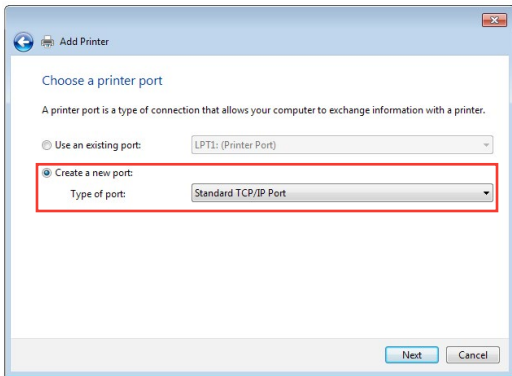 Add Printer
Choose a printer port
A printer port is a type of connection that allows your computer to exchange information with a printer.
Use an existing port: LPT1: (Printer Port)
Create a new port:
Type of port: Standard TCP/IP Port
Next Cancel